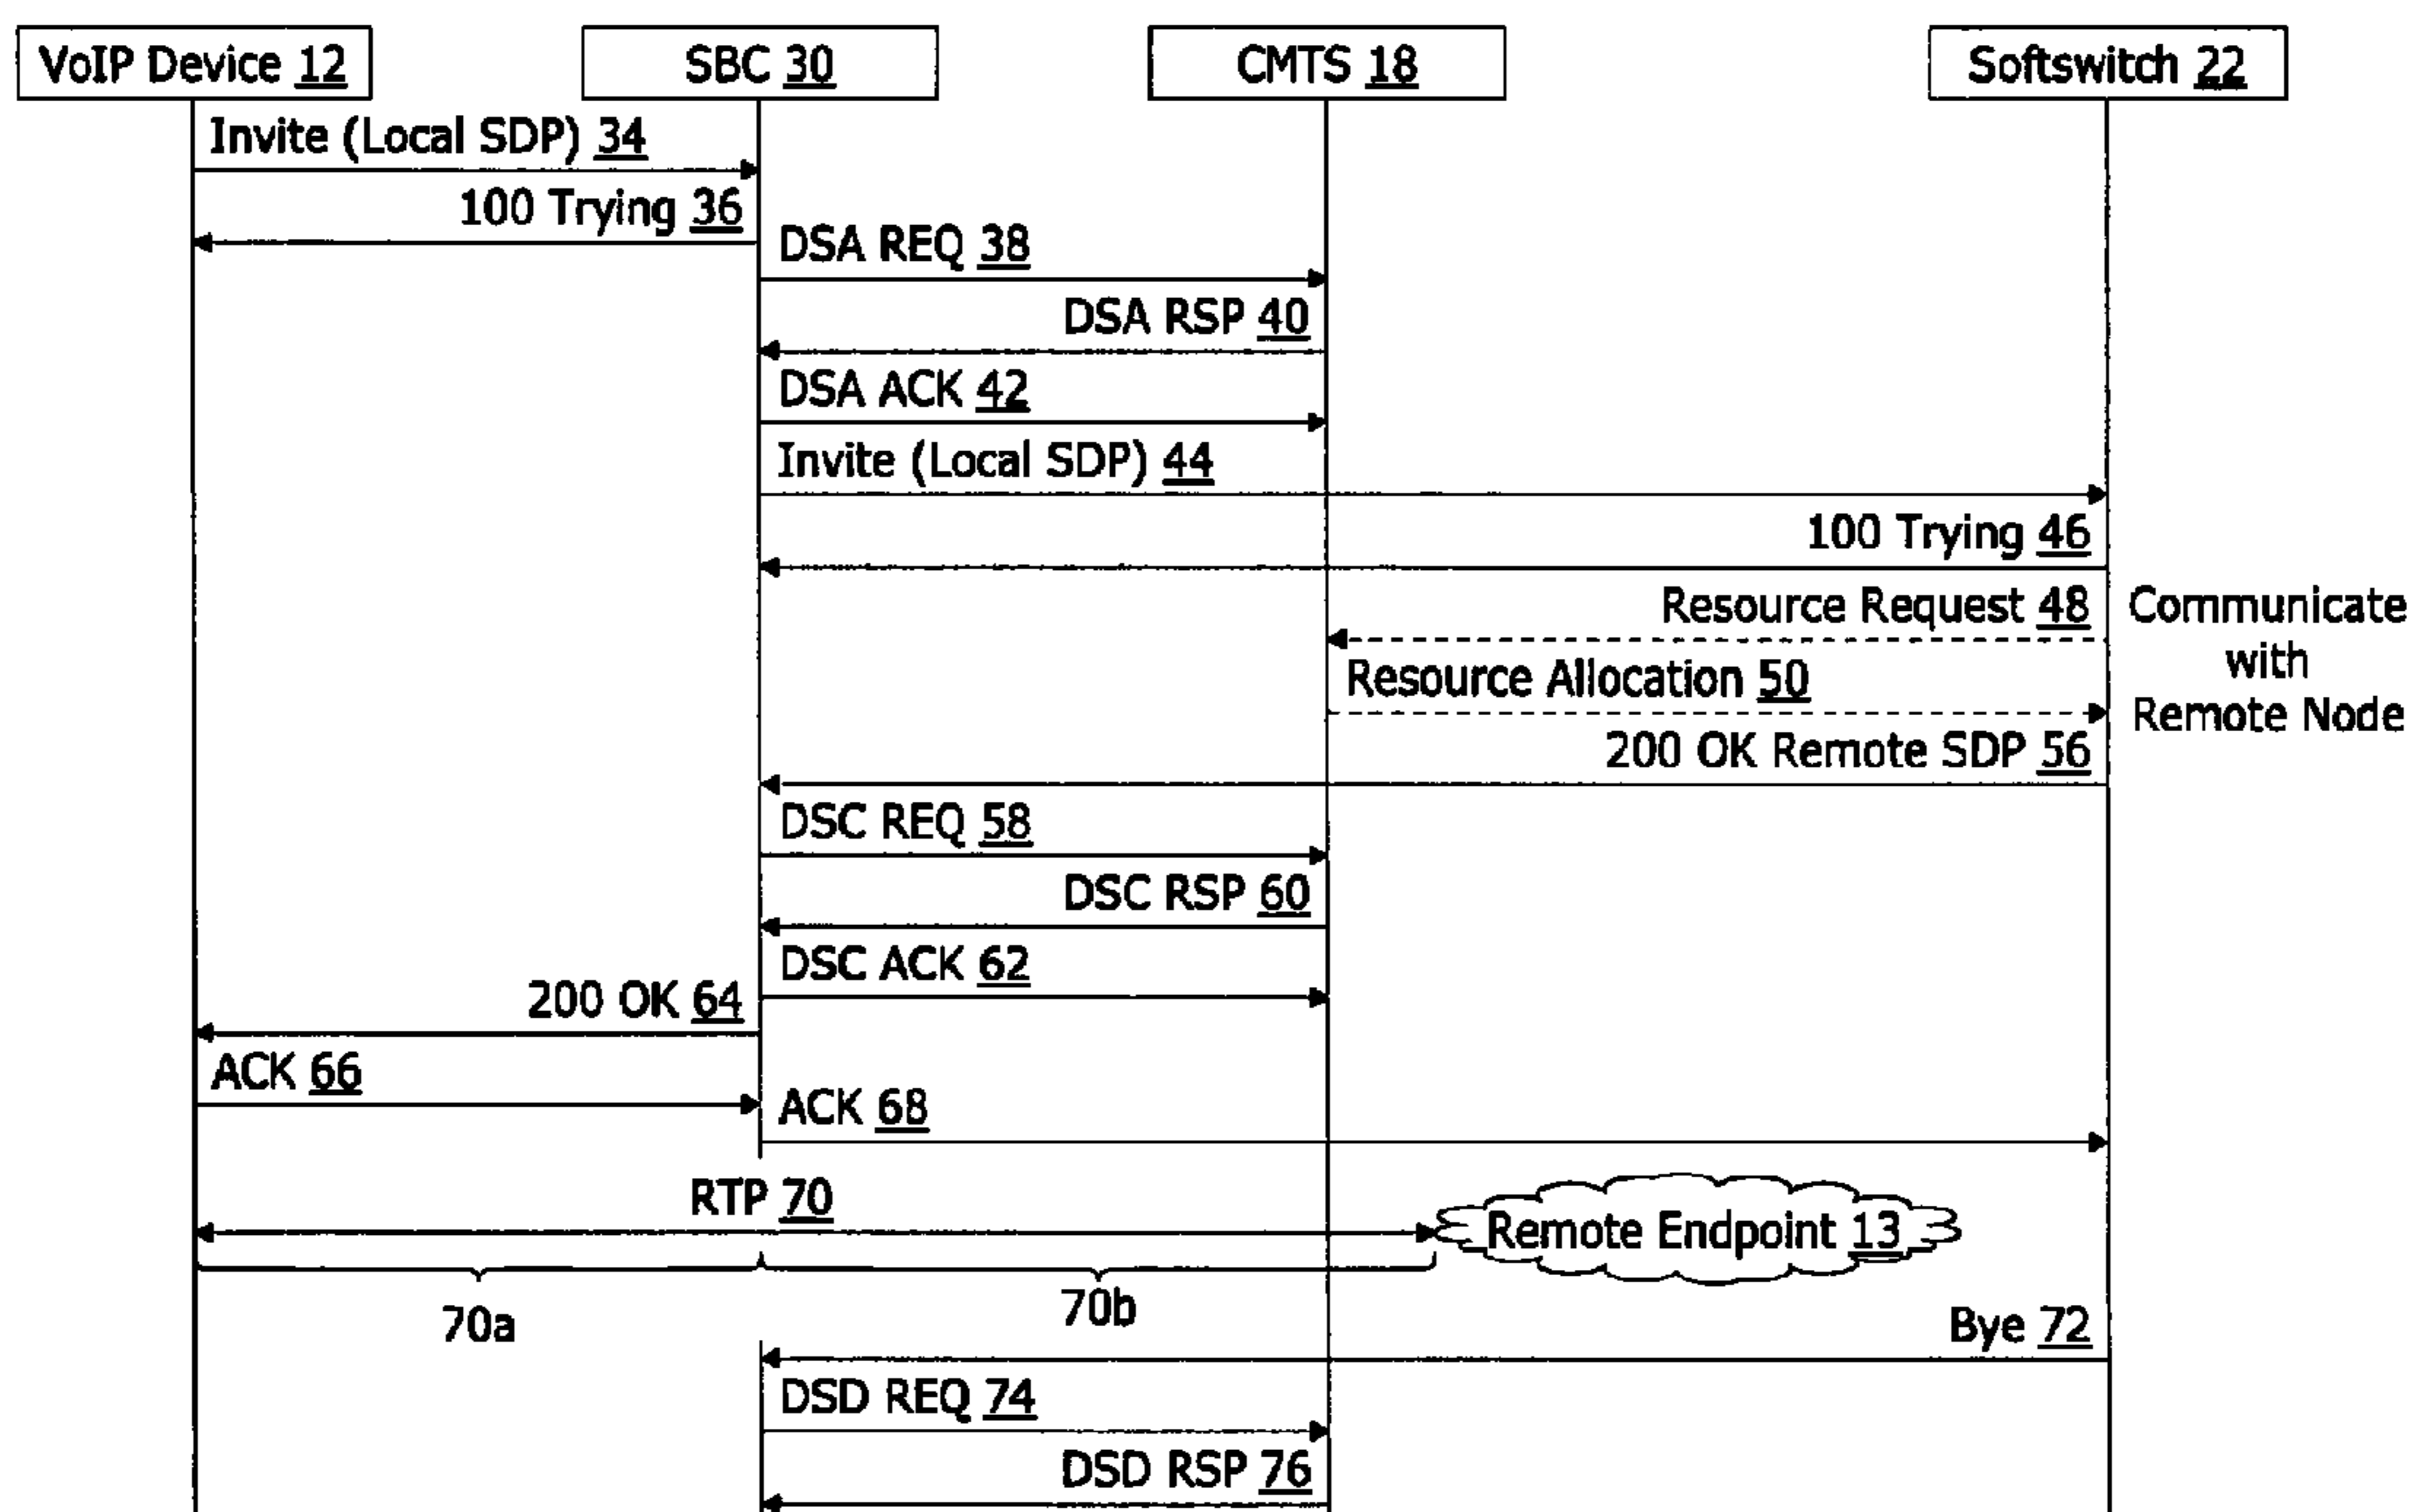 VoIP Device 12
SBC 30
CMTS 18
Softswitch 22
Invite (Local SDP) 34
100 Trying 36
DSA REQ 38
DSA RSP 40
DSA ACK 42
Invite (Local SDP) 44
100 Trying 46
Resource Request 48
Communicate
with
Remote Node
Resource Allocation 50
200 OK Remote SDP 56
DSC REQ 58
DSC RSP 60
DSC ACK 62
200 OK 64
ACK 66
ACK 68
RTP 70
Remote Endpoint 13
70a
70b
Bye 72
DSD REQ 74
DSD RSP 76